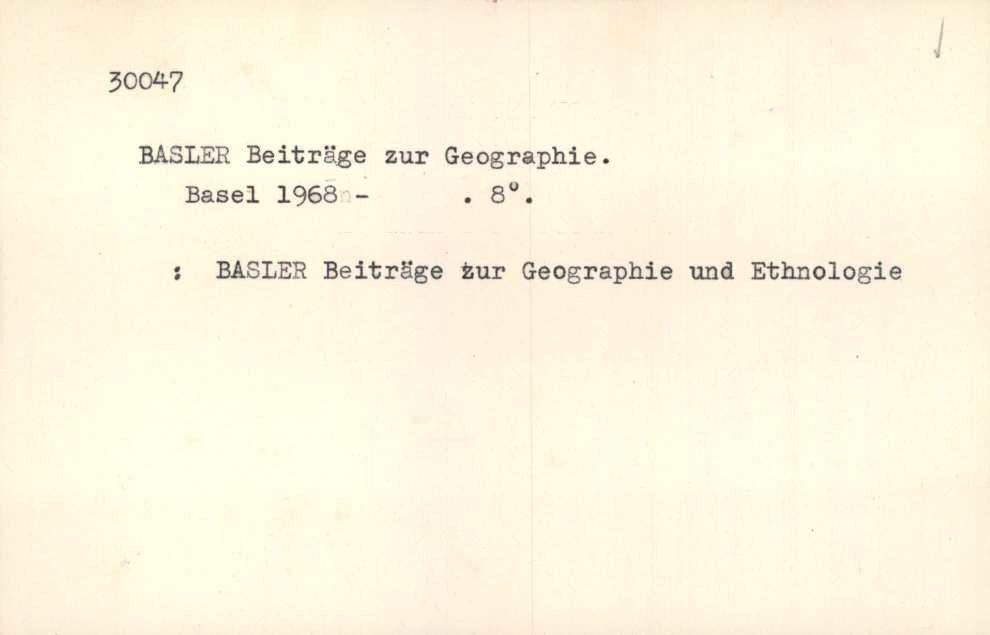 30047
BASLER Beiträge zur Geographie.
Basel 1968 - . 8°.
: BASLER Beiträge zur Geographie und Ethnologie